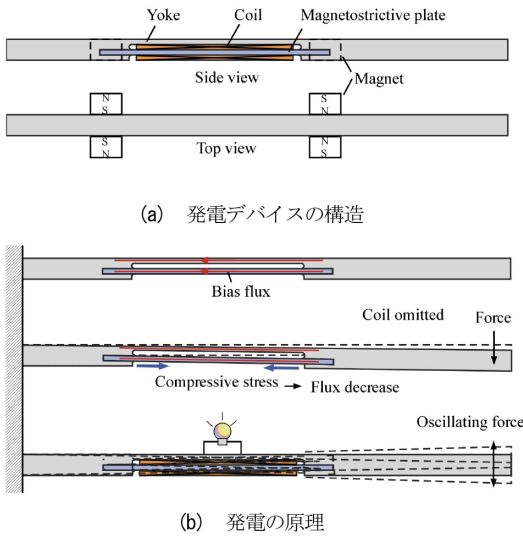 Yoke Coil Magnetostrictive plate
Side view
Magnet
N
S
S
N
S
N
N
S
Top view
(a) 発電デバイスの構造
Bias flux
Coil omitted
Force
Compressive stress → Flux decrease
Oscillating force
(b) 発電の原理